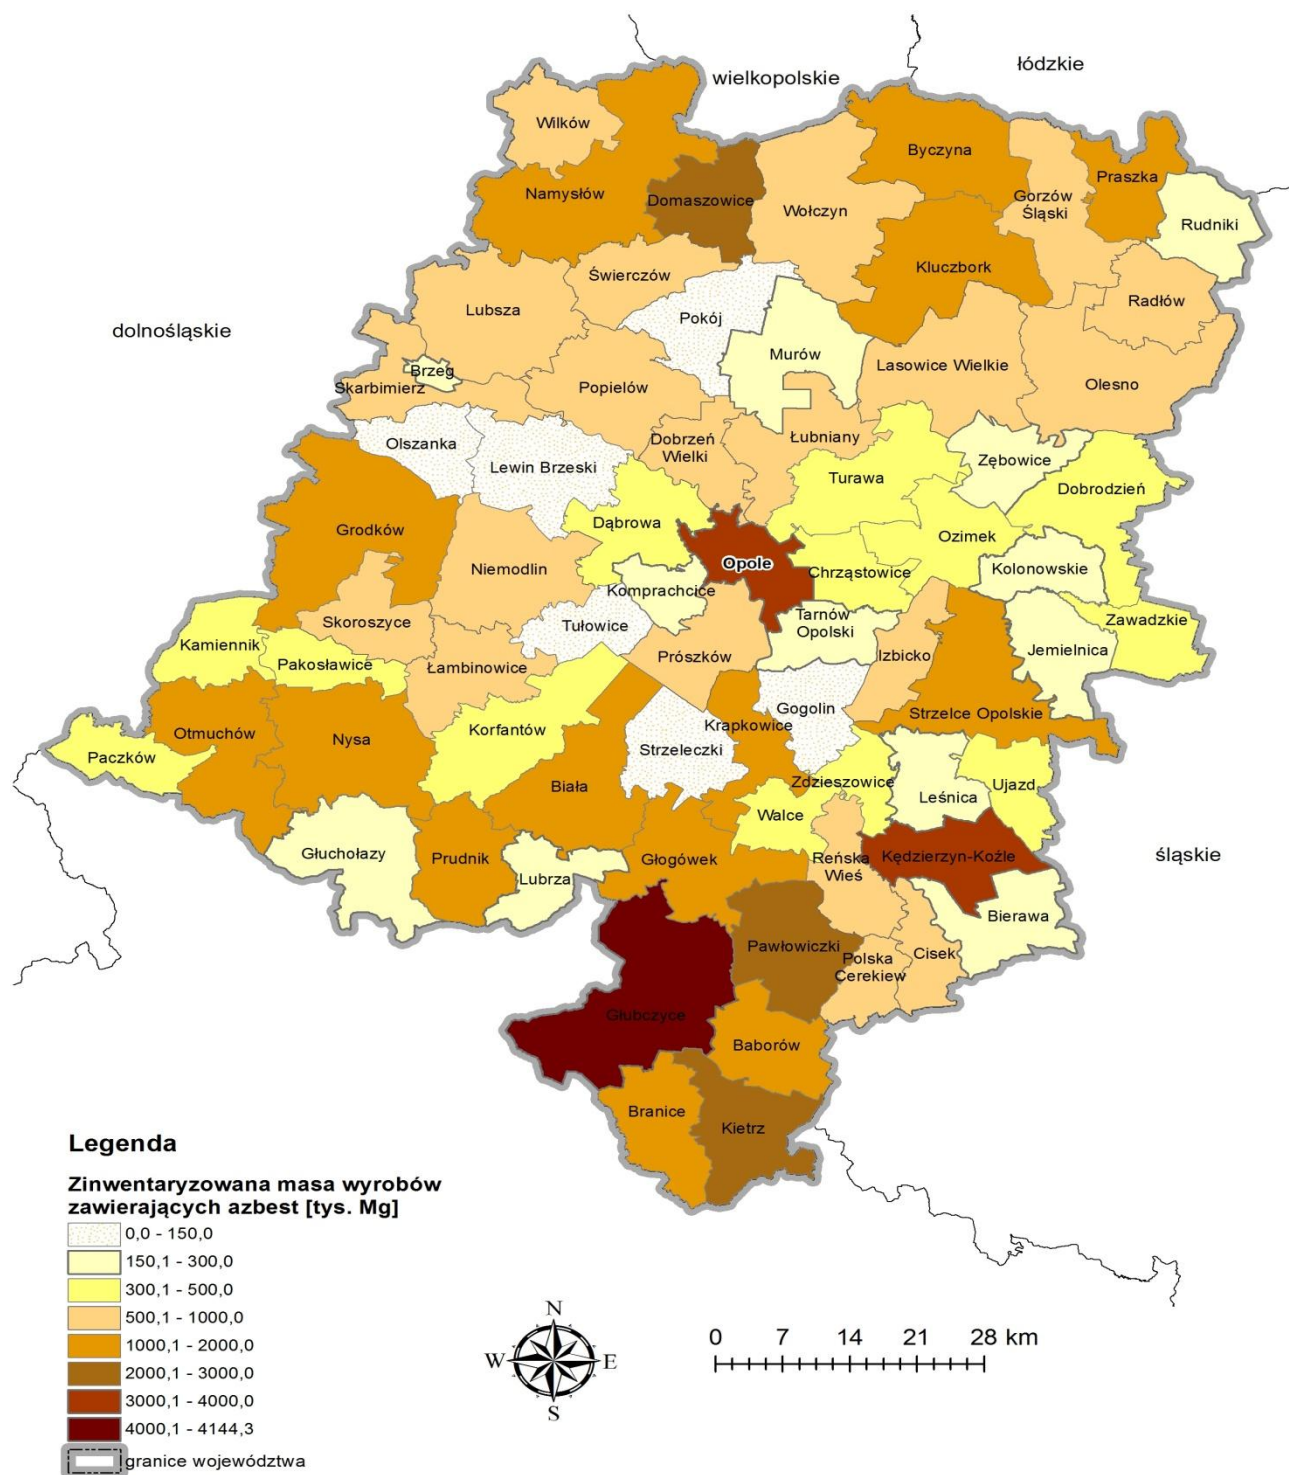 wielkopolskie
łódzkie
Wilków
Byczyna
Praszka
Namysłów
Domaszowice
Wołczyn
Gorzów
Śląski
Rudniki
Świerczów
Kluczbork
Radłów
Lubsza
Pokój
dolnośląskie
Murów
Lasowice Wielkie
Brzeg
Skarbimierz
Popielów
Olesno
Olszanka
Dobrzeń
Wielki
Łubniany
Lewin Brzeski
Zębowice
Turawa
Dobrodzień
Grodków
Dąbrowa
Ozimek
Opole
Niemodlin
Chrząstowice
Kolonowskie
Komprachcice
Skoroszyce
Tułowice
Tarnów
Opolski
Zawadzkie
Kamiennik
Pakosławice
Łambinowice
Prószków
Izbicko
Jemielnica
Otmuchów
Nysa
Korfantów
Gogolin
Strzelce Opolskie
Krapkowice
Strzeleczki
Paczków
Biała
Zdzieszowice
Leśnica
Ujazd
Walce
Głuchołazy
Prudnik
Lubrza
Głogówek
Reńska
Wieś
Kędzierzyn-Koźle
śląskie
Bierawa
Pawłowiczki
Polska
Cerekiew
Cisek
Głubczyce
Baborów
Branice
Kietrz
Legenda
Zinwentaryzowana masa wyrobów
zawierających azbest [tys. Mg]
0,0 - 150,0
150,1 - 300,0
300,1 - 500,0
500,1 - 1000,0
1000,1 - 2000,0
2000,1 - 3000,0
3000,1 - 4000,0
4000,1 - 4144,3
granice województwa
N
W
E
S
0 7 14 21 28 km